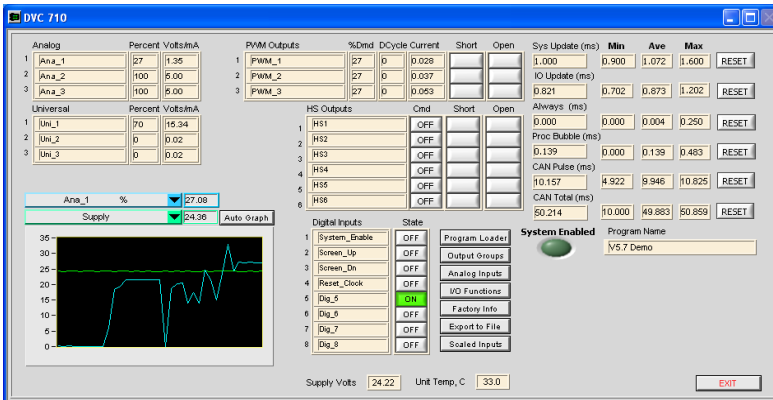 DVC 710
Analog Percent Volts/mA
1 Ana_1 27 1.35
2 Ana_2 100 5.00
3 Ana_3 100 5.00
Universal Percent Volts/mA
1 Uni_1 70 15.34
2 Uni_2 0 0.02
3 Uni_3 0 0.02
PWM Outputs %Dmd DCycle Current Short Open
1 PWM_1 27 0 0.028
2 PWM_2 27 0 0.037
3 PWM_3 27 0 0.053
HS Outputs Cmd Short Open
1 HS1 OFF
2 HS2 OFF
3 HS3 OFF
4 HS4 OFF
5 HS5 OFF
6 HS6 OFF
Sys Update (ms) Min Ave Max
1.000 0.900 1.072 1.600 RESET
IO Update (ms)
0.821 0.702 0.873 1.202 RESET
Always (ms)
0.000 0.000 0.004 0.250 RESET
Proc Bubble (ms)
0.139 0.000 0.139 0.483 RESET
CAN Pulse (ms)
10.157 4.922 9.946 10.825 RESET
CAN Total (ms)
50.214 10.000 49.883 50.859 RESET
Ana_1 % 27.08
Supply 24.36 Auto Graph
35
30
25
20
15
10
5
0
Digital Inputs State
1 System_Enable OFF
2 Screen_Up OFF
3 Screen_Dn OFF
4 Reset_Clock OFF
5 Dig_5 ON
6 Dig_6 OFF
7 Dig_7 OFF
8 Dig_8 OFF
Program Loader
Output Groups
Analog Inputs
I/O Functions
Factory Info
Export to File
Scaled Inputs
System Enabled
Program Name
V5.7 Demo
Supply Volts 24.22 Unit Temp, C 33.0
EXIT